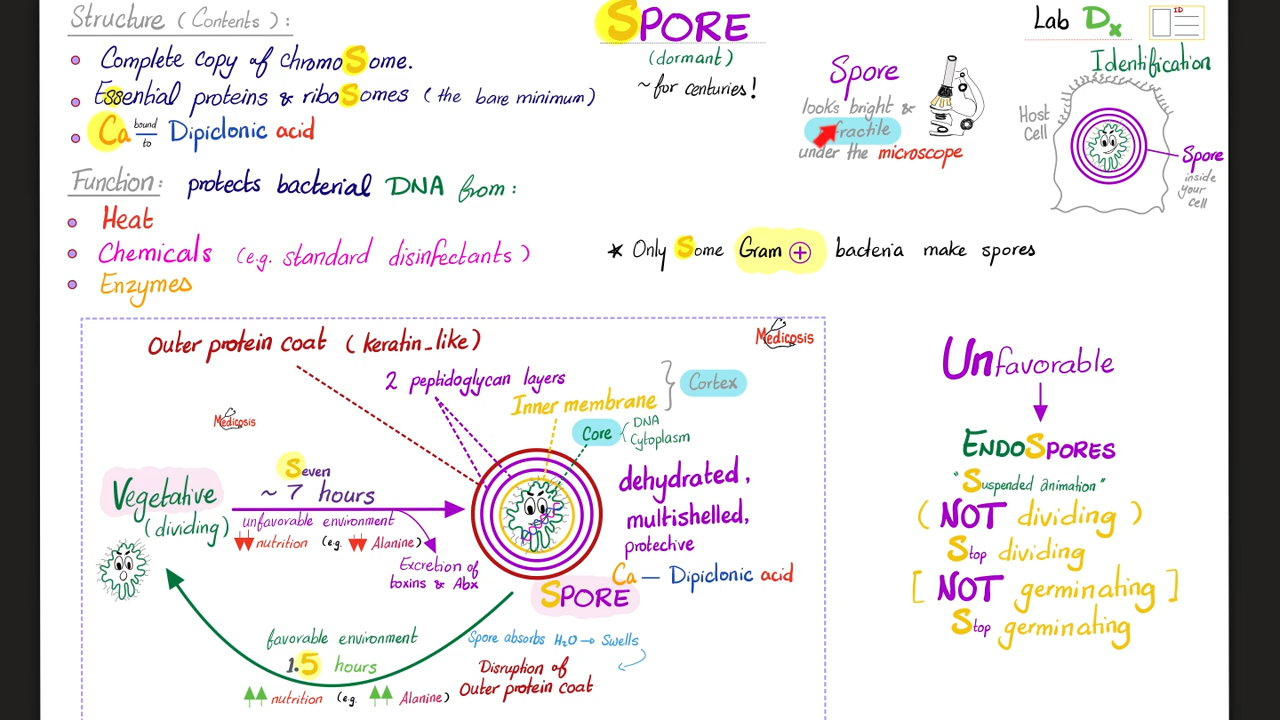 Structure (Contents):
Complete copy of chromoSome.
Essential proteins & riboSomes (the bare minimum)
Ca bound to Dipiclonic acid
Function: protects bacterial DNA from:
Heat
Chemicals (e.g. standard disinfectants)
Enzymes
SPORE
(dormant)
~for centuries!
Spore
looks bright &
fractile
under the microscope
Lab Dx
ID
Identification
Host
Cell
Spore
inside
your
cell
* Only Some Gram + bacteria make spores
Outer protein coat (keratin_like)
Medicosis
2 peptidoglycan layers
Inner membrane
Cortex
Core
DNA
Cytoplasm
Medicosis
Vegetative
(dividing)
Seven
~ 7 hours
unfavorable environment
nutrition (e.g. Alanine)
Excretion of
toxins & Abx
dehydrated,
multishelled,
protective
Ca — Dipiclonic acid
SPORE
favorable environment
1.5 hours
nutrition (e.g. Alanine)
Spore absorbs H₂O → Swells
Disruption of
Outer protein coat
Unfavorable
ENDOSPORES
"Suspended animation"
(NOT dividing)
Stop dividing
[NOT germinating]
Stop germinating